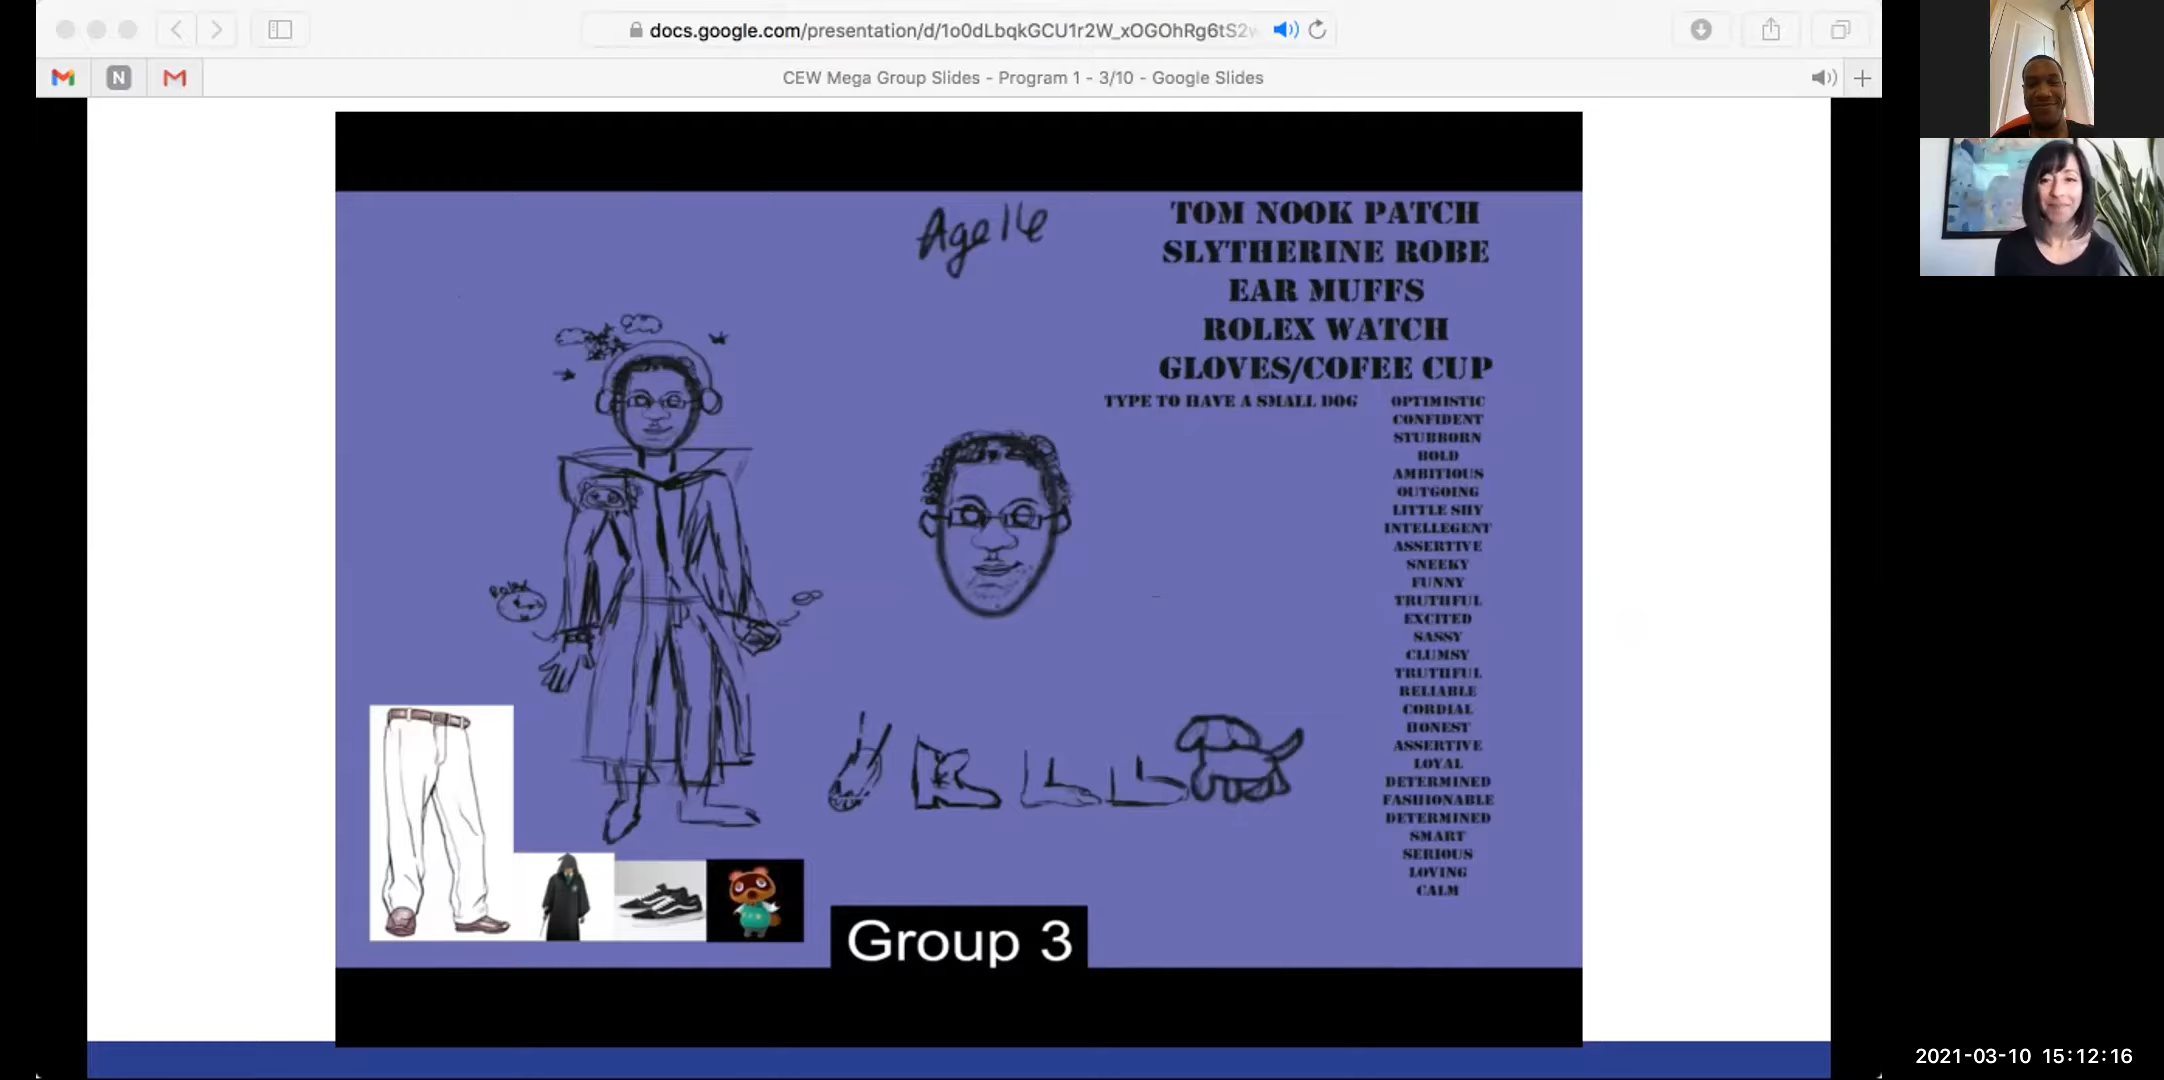 docs.google.com/presentation/d/1o0dLbqkGCU1r2W_xOGOhRg6tS2
N
CEW Mega Group Slides - Program 1 - 3/10 - Google Slides
Age 16
TOM NOOK PATCH
SLYTHERINE ROBE
EAR MUFFS
ROLEX WATCH
GLOVES/COFEE CUP
TYPE TO HAVE A SMALL DOG
OPTIMISTIC
CONFIDENT
STUBBORN
BOLD
AMBITIOUS
OUTGOING
LITTLE SHY
INTELLEGENT
ASSERTIVE
SNEEKY
FUNNY
TRUTHFUL
EXCITED
SASSY
CLUMSY
TRUTHFUL
RELIABLE
CORDIAL
HONEST
ASSERTIVE
LOYAL
DETERMINED
FASHIONABLE
DETERMINED
SMART
SERIOUS
LOVING
CALM
Rolex
Group 3
2021-03-10 15:12:16